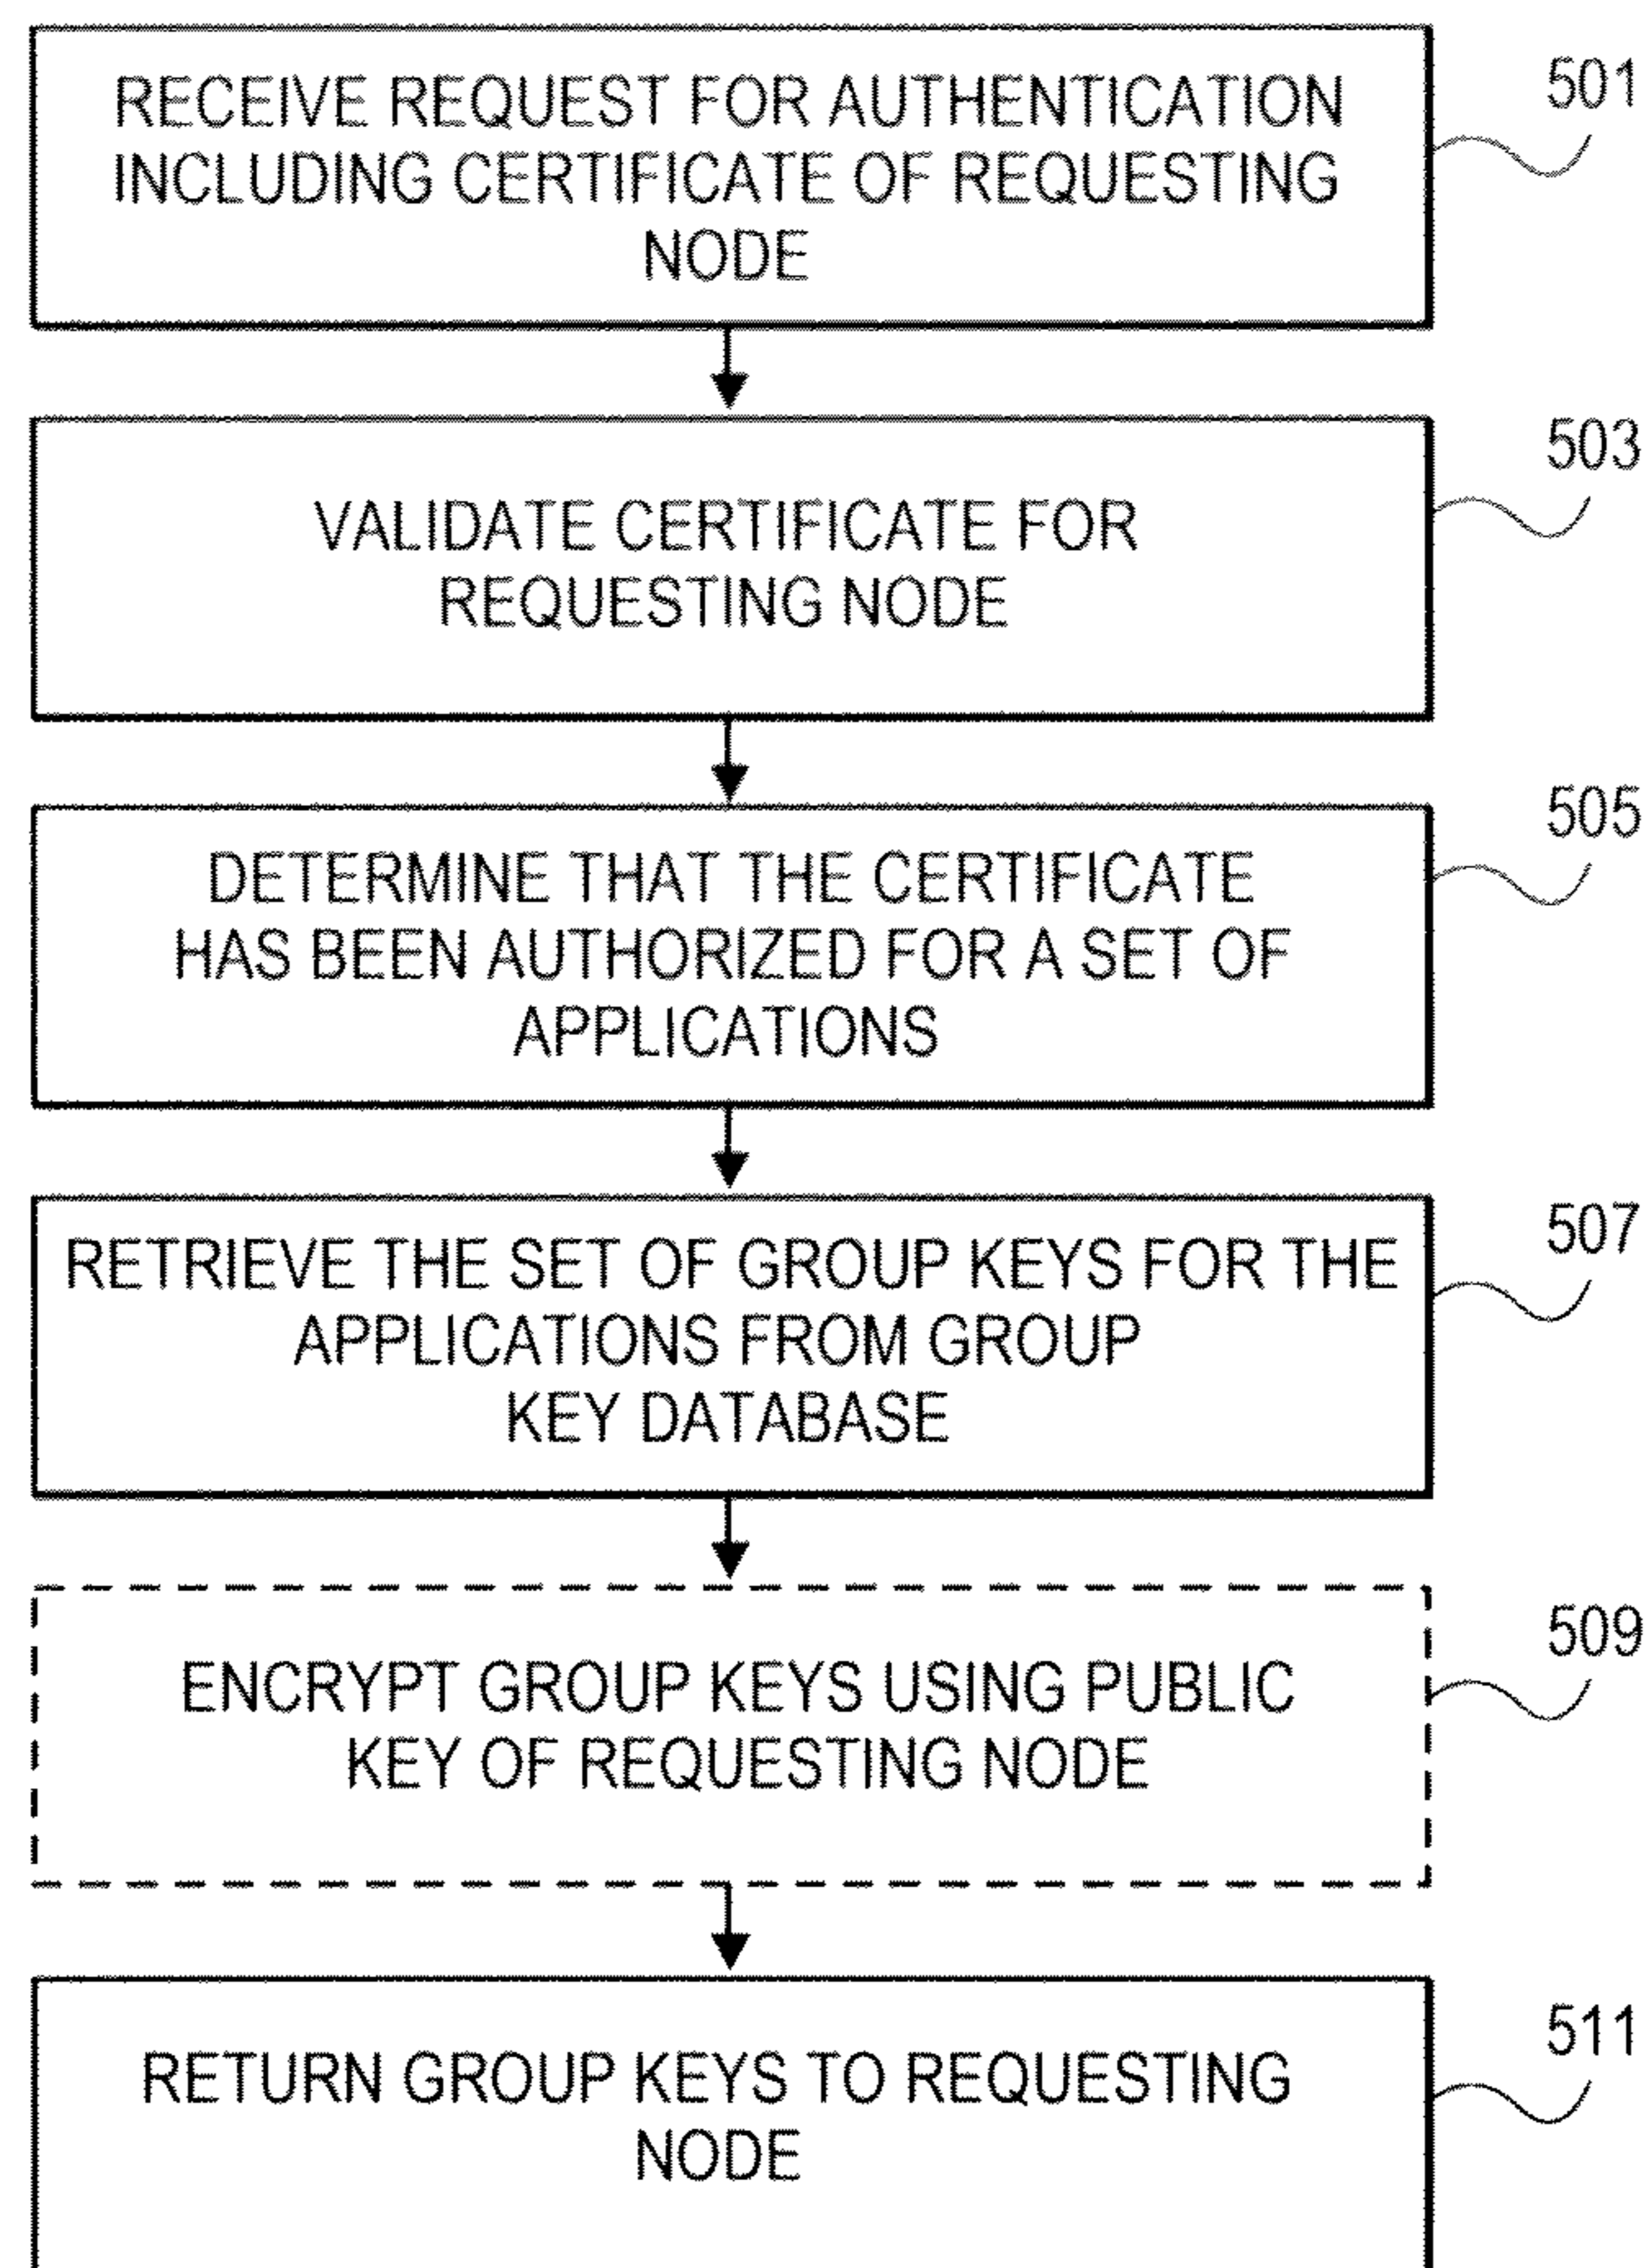 RECEIVE REQUEST FOR AUTHENTICATION
INCLUDING CERTIFICATE OF REQUESTING
NODE
501
VALIDATE CERTIFICATE FOR
REQUESTING NODE
503
DETERMINE THAT THE CERTIFICATE
HAS BEEN AUTHORIZED FOR A SET OF
APPLICATIONS
505
RETRIEVE THE SET OF GROUP KEYS FOR THE
APPLICATIONS FROM GROUP
KEY DATABASE
507
ENCRYPT GROUP KEYS USING PUBLIC
KEY OF REQUESTING NODE
509
RETURN GROUP KEYS TO REQUESTING
NODE
511